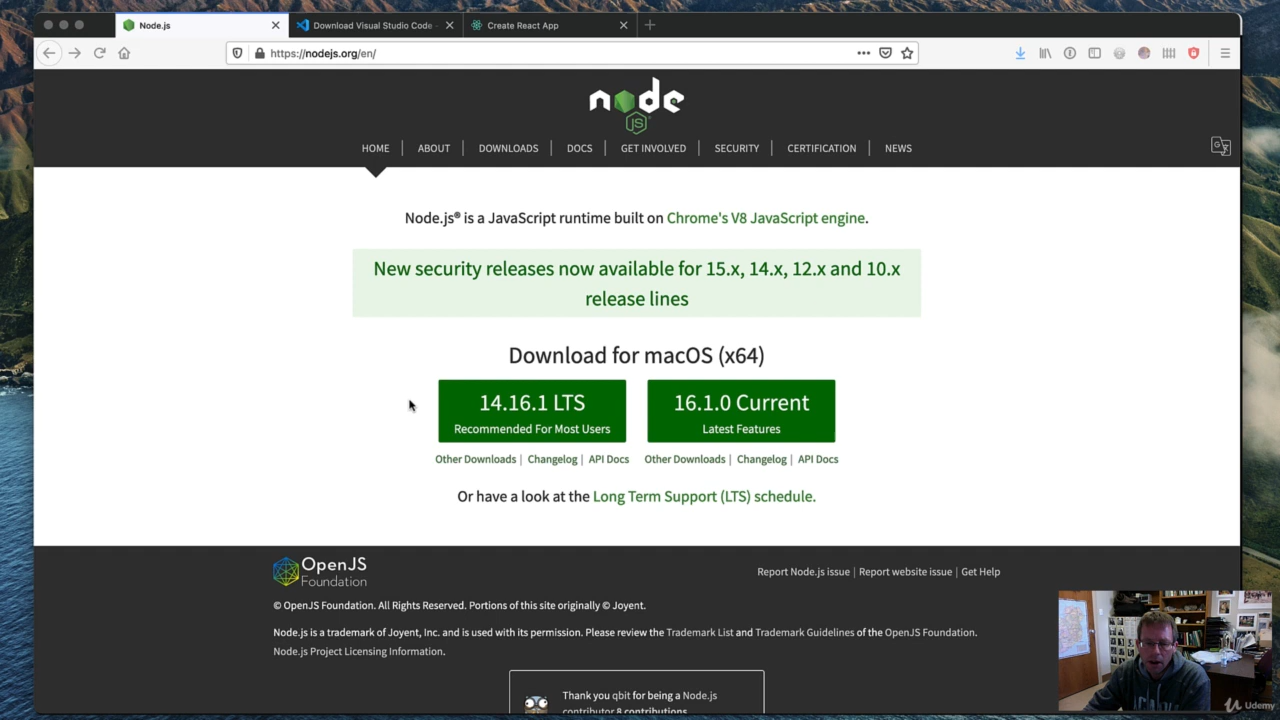 Node.js
Download Visual Studio Code -
Create React App
https://nodejs.org/en/
node
JS
HOME
ABOUT
DOWNLOADS
DOCS
GET INVOLVED
SECURITY
CERTIFICATION
NEWS
Node.js® is a JavaScript runtime built on Chrome's V8 JavaScript engine.
New security releases now available for 15.x, 14.x, 12.x and 10.x
release lines
Download for macOS (x64)
14.16.1 LTS
Recommended For Most Users
16.1.0 Current
Latest Features
Other Downloads | Changelog | API Docs
Other Downloads | Changelog | API Docs
Or have a look at the Long Term Support (LTS) schedule.
OpenJS
Foundation
Report Node.js issue | Report website issue | Get Help
© OpenJS Foundation. All Rights Reserved. Portions of this site originally © Joyent.
Node.js is a trademark of Joyent, Inc. and is used with its permission. Please review the Trademark List and Trademark Guidelines of the OpenJS Foundation.
Node.js Project Licensing Information.
Thank you qbit for being a Node.js
contributor 8 contributions
Udemy